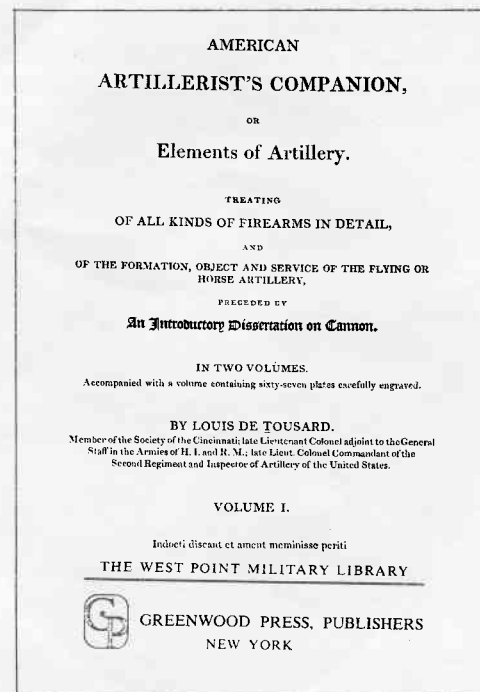 AMERICAN
ARTILLERIST'S COMPANION,
OR
Elements of Artillery.
TREATING
OF ALL KINDS OF FIREARMS IN DETAIL,
AND
OF THE FORMATION, OBJECT AND SERVICE OF THE FLYING OR
HORSE ARTILLERY,
PRECEDED BY
An Introductory Dissertation on Cannon.
IN TWO VOLUMES.
Accompanied with a volume containing sixty-seven plates carefully engraved.
BY LOUIS DE TOUSARD.
Member of the Society of the Cincinnati; late Lieutenant Colonel adjoint to the General
Staff in the Armies of H. I. and R. M.; late Lieut. Colonel Commandant of the
Second Regiment and Inspector of Artillery of the United States.
VOLUME I.
Indocti discant et ament meminisse periti
THE WEST POINT MILITARY LIBRARY
GP
GREENWOOD PRESS, PUBLISHERS
NEW YORK